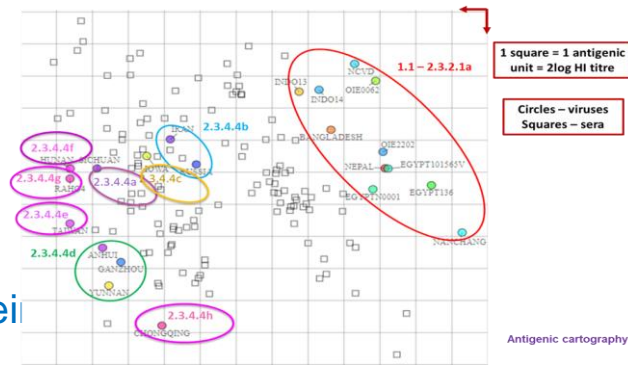 1 square = 1 antigenic
unit = 2log HI titre
Circles – viruses
Squares – sera
1.1 – 2.3.2.1a
NCVD
OIE0062
INDO15
INDO14
BANGLADESH
OIE2202
NEPAL
EGYPT101565V
EGYPTN0001
EGYPT136
NANCHANG
IRAN
2.3.4.4b
2.3.4.4f
HUNAN
SICHUAN
IOWA
2.3.4.4c
RUSSIA
2.3.4.4g
RAHC4
2.3.4.4a
2.3.4.4e
TAIWAN
2.3.4.4d
ANHUI
GANZHOU
YUNNAN
2.3.4.4h
CHONGQING
Antigenic cartography